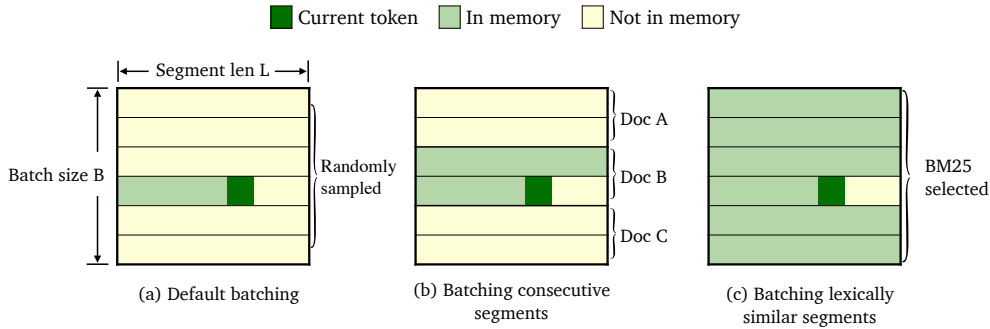 Current token In memory Not in memory
Segment len L
Batch size B
Randomly
sampled
Doc A
Doc B
Doc C
BM25
selected
(a) Default batching
(b) Batching consecutive
segments
(c) Batching lexically
similar segments